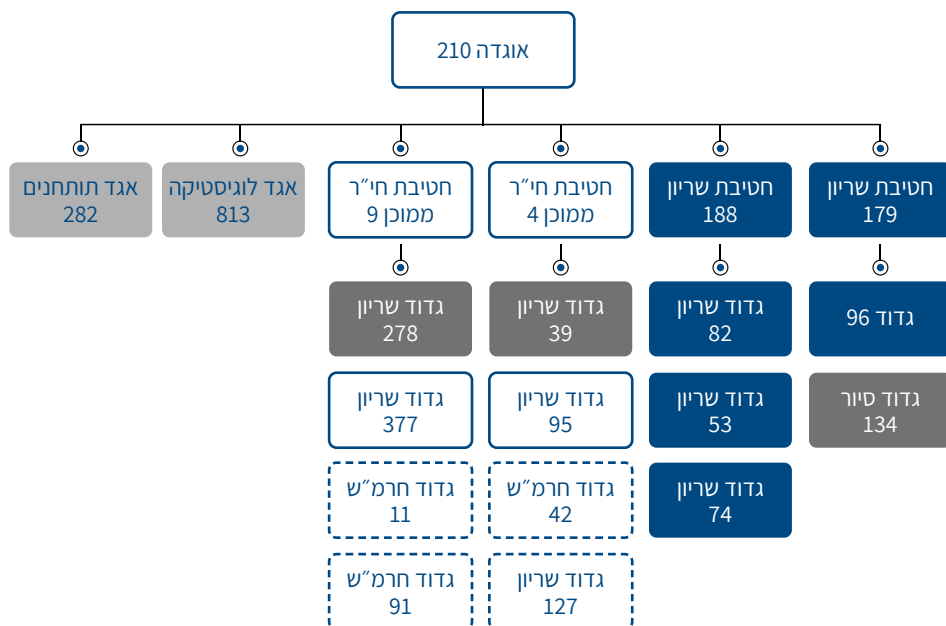 אוגדה 210
חטיבת שריון
179
חטיבת שריון
188
חטיבת חי״ר
ממוכן 4
חטיבת חי״ר
ממוכן 9
אגד לוגיסטיקה
813
אגד תותחנים
282
גדוד 96
גדוד שריון
82
גדוד שריון
39
גדוד שריון
278
גדוד סיור
134
גדוד שריון
53
גדוד שריון
95
גדוד שריון
377
גדוד שריון
74
גדוד חרמ״ש
42
גדוד חרמ״ש
11
גדוד שריון
127
גדוד חרמ״ש
91